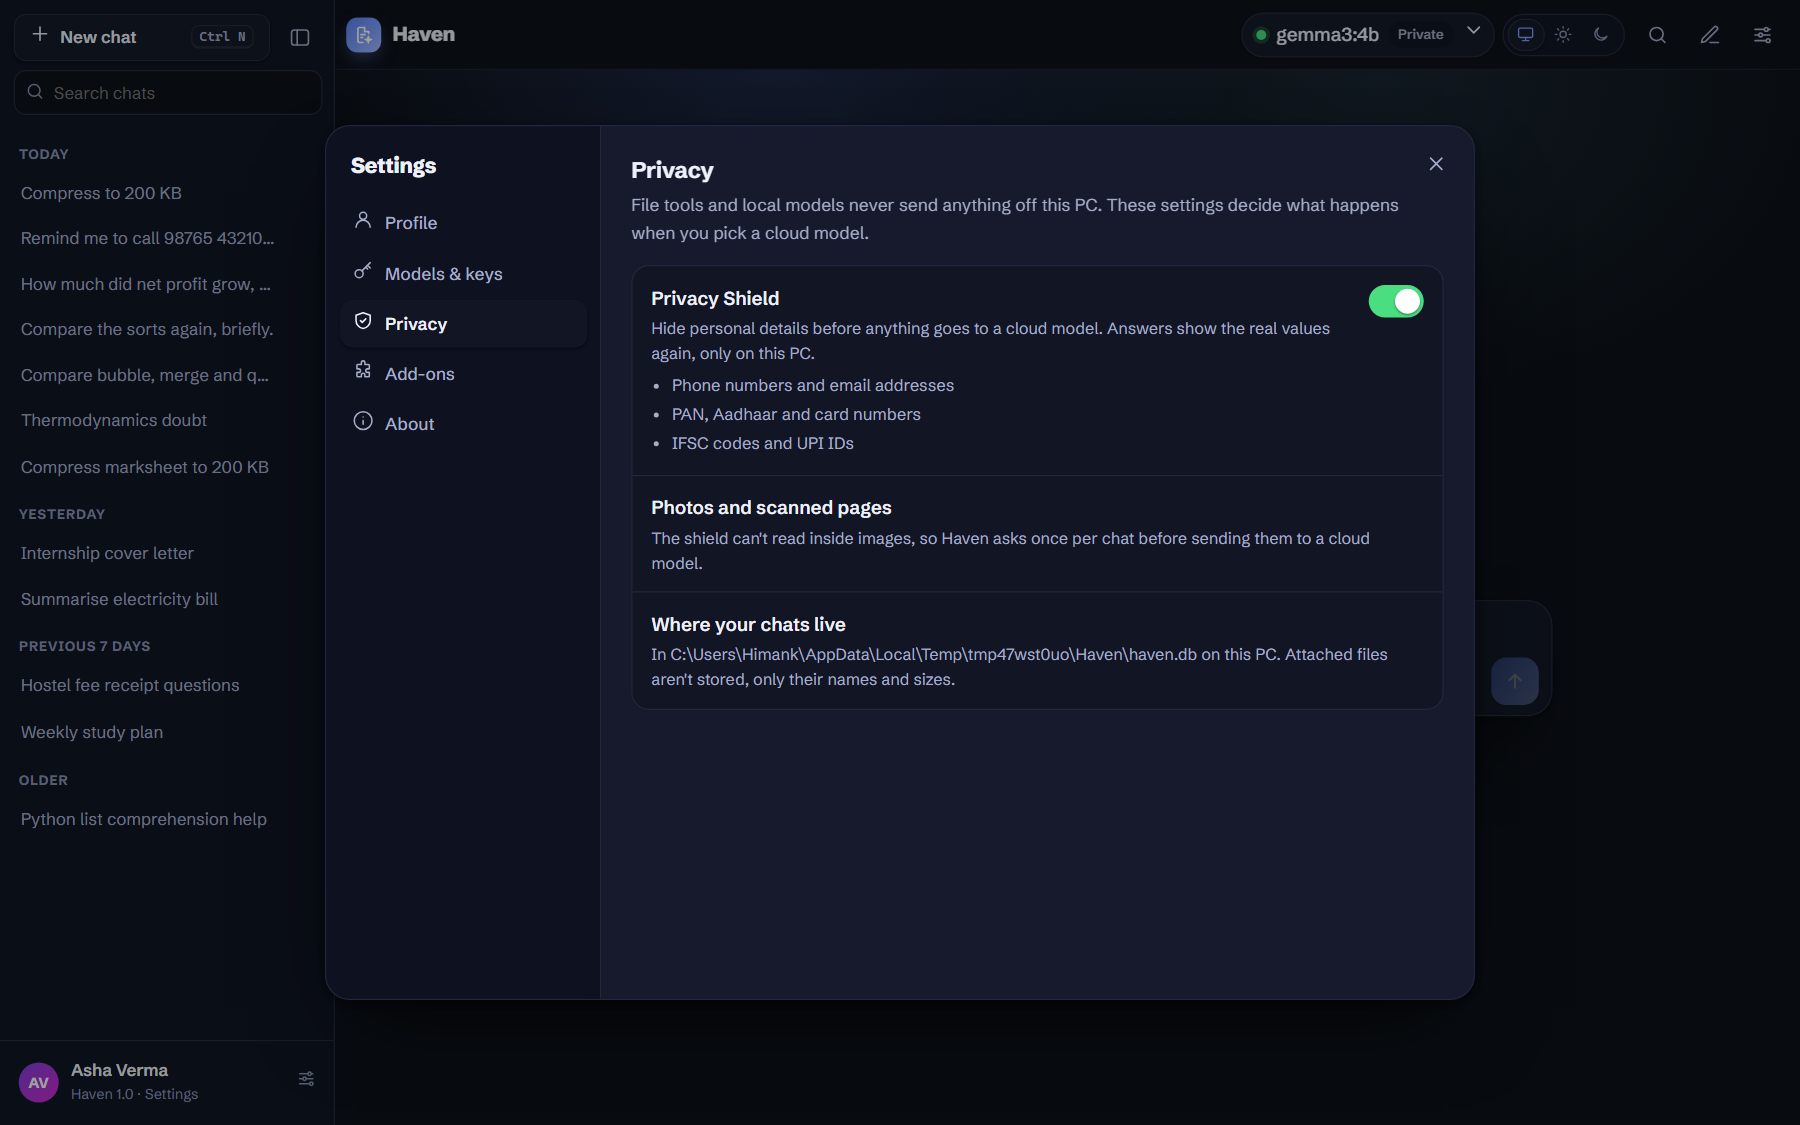 New chat
Ctrl N
Search chats
TODAY
Compress to 200 KB
Remind me to call 98765 43210...
How much did net profit grow, ...
Compare the sorts again, briefly.
Compare bubble, merge and q...
Thermodynamics doubt
Compress marksheet to 200 KB
YESTERDAY
Internship cover letter
Summarise electricity bill
PREVIOUS 7 DAYS
Hostel fee receipt questions
Weekly study plan
OLDER
Python list comprehension help
AV
Asha Verma
Haven 1.0 · Settings
Haven
gemma3:4b
Private
Settings
Profile
Models & keys
Privacy
Add-ons
About
Privacy
File tools and local models never send anything off this PC. These settings decide what happens
when you pick a cloud model.
Privacy Shield
Hide personal details before anything goes to a cloud model. Answers show the real values
again, only on this PC.
• Phone numbers and email addresses
• PAN, Aadhaar and card numbers
• IFSC codes and UPI IDs
Photos and scanned pages
The shield can't read inside images, so Haven asks once per chat before sending them to a cloud
model.
Where your chats live
In C:\Users\Himank\AppData\Local\Temp\tmp47wst0uo\Haven\haven.db on this PC. Attached files
aren't stored, only their names and sizes.